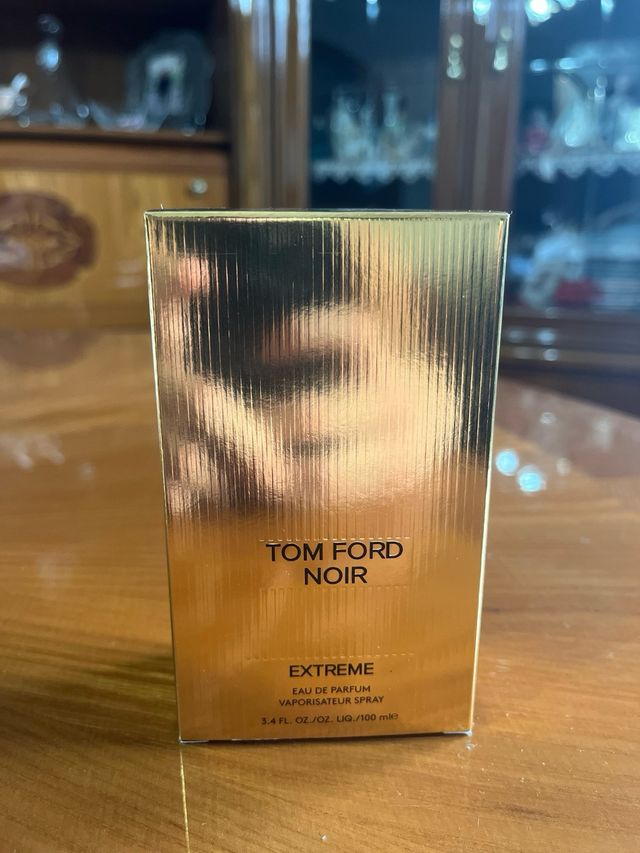 TOM FORD
NOIR
EXTREME
EAU DE PARFUM
VAPORISATEUR SPRAY
3.4 FL. OZ./OZ. LIQ./100 ml℮